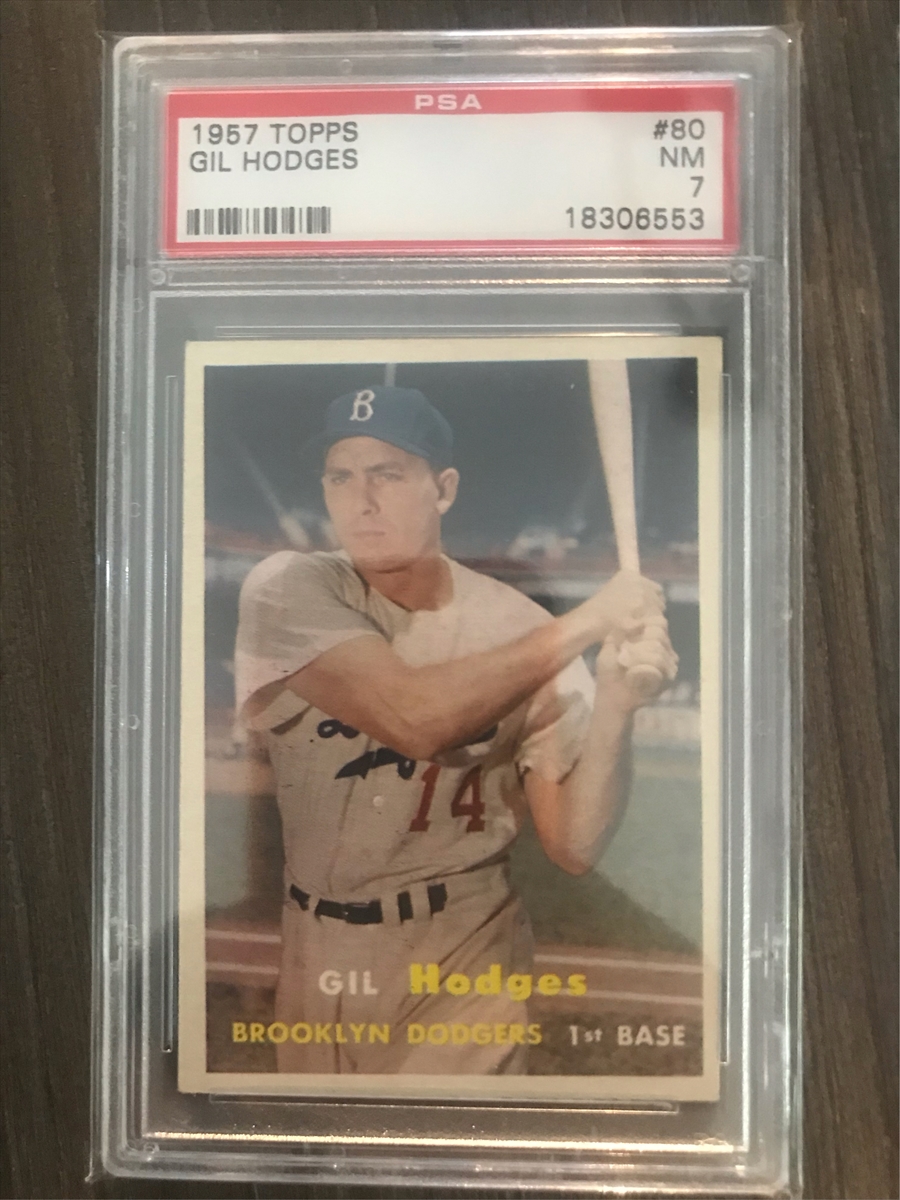 PSA
1957 TOPPS #80
GIL HODGES NM
7
18306553
B
14
GIL Hodges
BROOKLYN DODGERS 1st BASE